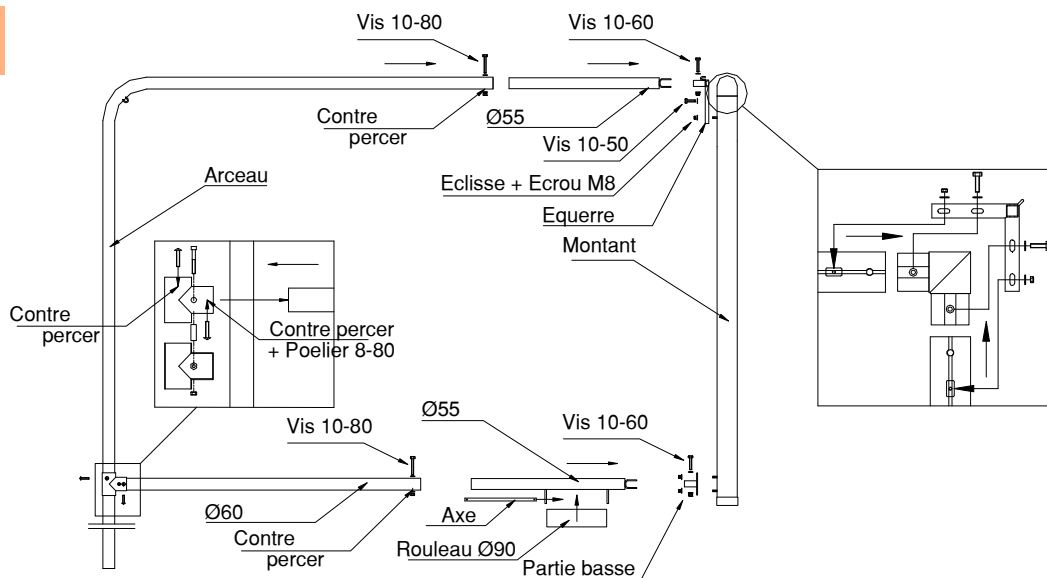 Vis 10-80
Vis 10-60
Contre
percer
Ø55
Vis 10-50
Eclisse + Ecrou M8
Arceau
Equerre
Montant
Contre
percer
Contre percer
+ Poelier 8-80
Vis 10-80
Ø55
Vis 10-60
Ø60
Axe
Contre
percer
Rouleau Ø90
Partie basse